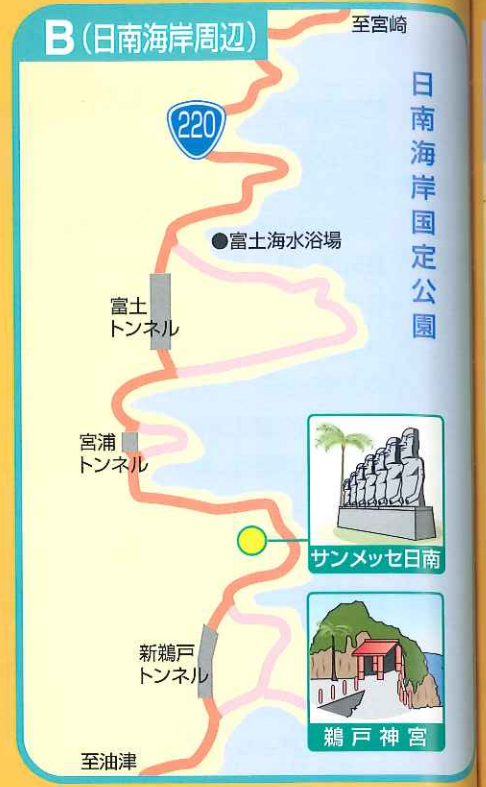 B（日南海岸周辺）
至宮崎
220
日南海岸国定公園
●富土海水浴場
富土
トンネル
宮浦
トンネル
サンメッセ日南
新鵜戸
トンネル
鵜戸神宮
至油津